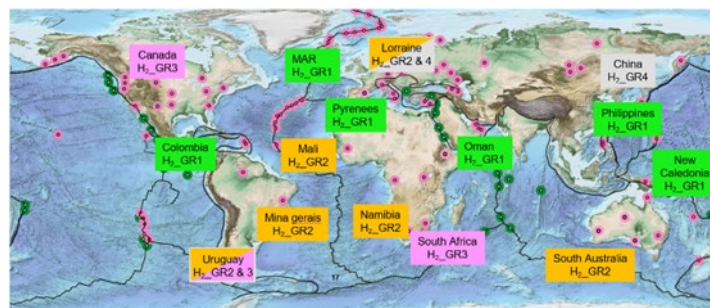 Canada
H₂_GR3
MAR
H₂_GR1
Lorraine
H₂_GR2 & 4
China
H₂_GR4
Pyrenees
H₂_GR1
Philippines
H₂_GR1
Colombia
H₂_GR1
Mali
H₂_GR2
Oman
H₂_GR1
New
Caledonia
H₂_GR1
Mina gerais
H₂_GR2
Namibia
H₂_GR2
South Africa
H₂_GR3
Uruguay
H₂_GR2 & 3
South Australia
H₂_GR2
17